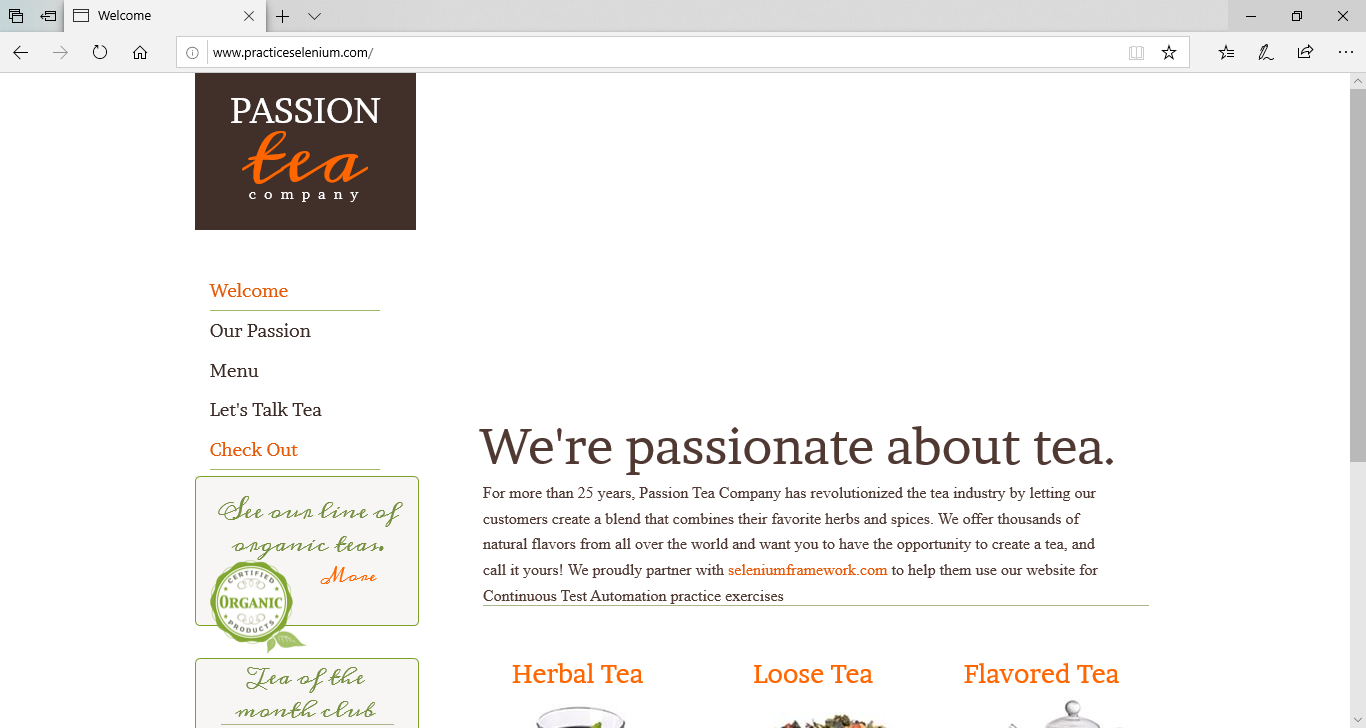 Welcome
www.practiceselenium.com/
PASSION
tea
company
Welcome
Our Passion
Menu
Let's Talk Tea
Check Out
See our line of
organic teas.
More
CERTIFIED
ORGANIC
PRODUCTS
Tea of the
month club
We're passionate about tea.
For more than 25 years, Passion Tea Company has revolutionized the tea industry by letting our
customers create a blend that combines their favorite herbs and spices. We offer thousands of
natural flavors from all over the world and want you to have the opportunity to create a tea, and
call it yours! We proudly partner with seleniumframework.com to help them use our website for
Continuous Test Automation practice exercises
Herbal Tea
Loose Tea
Flavored Tea